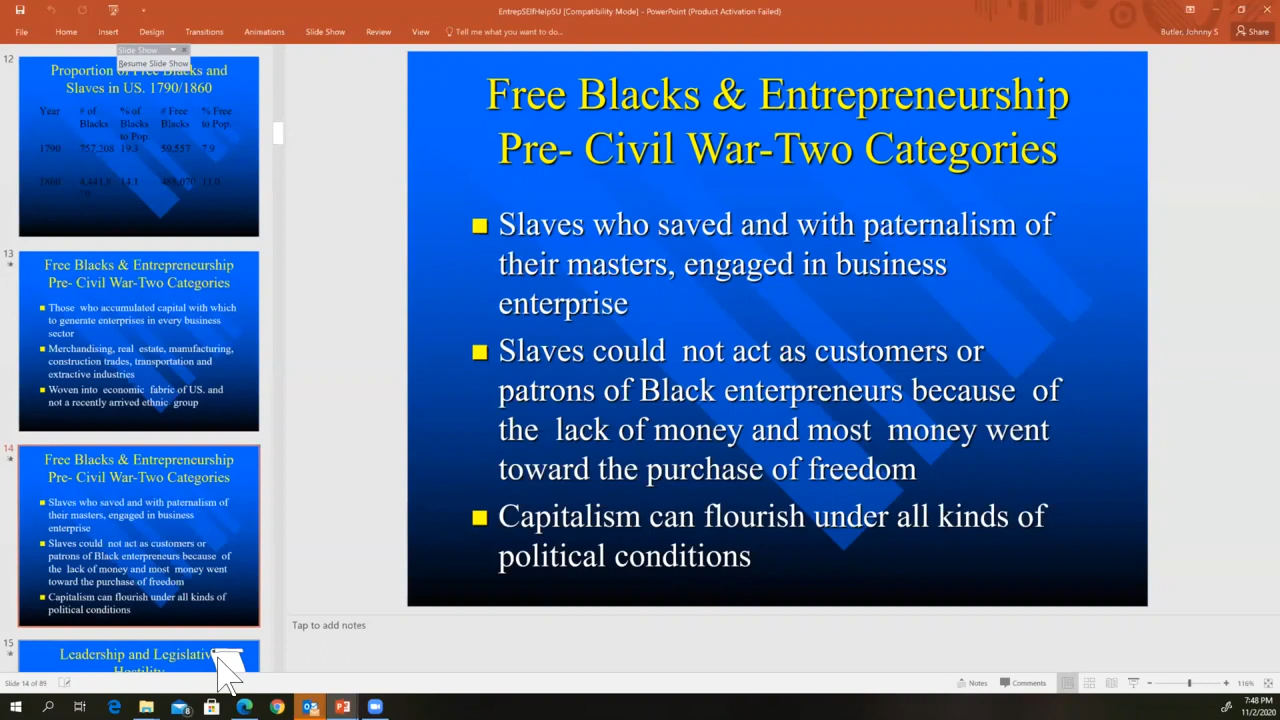 EntrepSElfHelpSU [Compatibility Mode] - PowerPoint (Product Activation Failed)
File Home Insert Design Transitions Animations Slide Show Review View Tell me what you want to do... Butler, Johnny S Share
Slide Show
Resume Slide Show
12
Proportion of Free Blacks and
Slaves in US. 1790/1860
Year # of % of # Free % Free
Blacks Blacks Blacks to Pop.
to Pop.
1790 757,208 19.3 59,557 7.9
1860 14.1 11.0
13
Free Blacks & Entrepreneurship
Pre- Civil War-Two Categories
Those who accumulated capital with which
to generate enterprises in every business
sector
Merchandising, real estate, manufacturing,
construction trades, transportation and
extractive industries
Woven into economic fabric of US. and
not a recently arrived ethnic group
14
Free Blacks & Entrepreneurship
Pre- Civil War-Two Categories
Slaves who saved and with paternalism of
their masters, engaged in business
enterprise
Slaves could not act as customers or
patrons of Black enterpreneurs because of
the lack of money and most money went
toward the purchase of freedom
Capitalism can flourish under all kinds of
political conditions
15
Leadership and Legislative
Hostility
Free Blacks & Entrepreneurship
Pre- Civil War-Two Categories
Slaves who saved and with paternalism of
their masters, engaged in business
enterprise
Slaves could not act as customers or
patrons of Black enterpreneurs because of
the lack of money and most money went
toward the purchase of freedom
Capitalism can flourish under all kinds of
political conditions
Tap to add notes
Slide 14 of 89 Notes Comments 116%
7:48 PM
11/2/2020